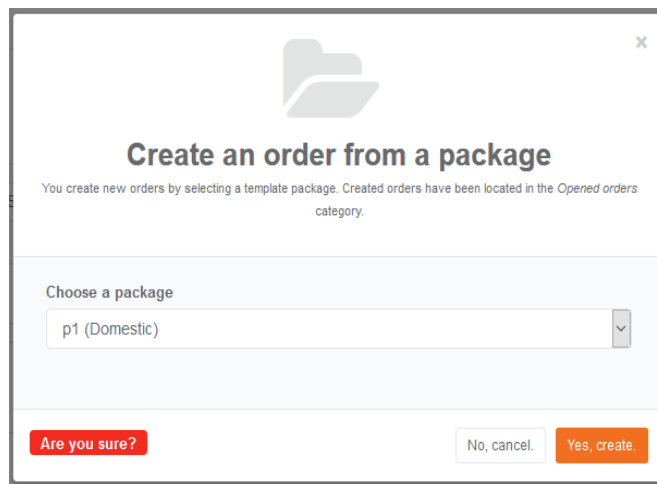 Create an order from a package
You create new orders by selecting a template package. Created orders have been located in the Opened orders
category.
Choose a package
p1 (Domestic)
Are you sure?
No, cancel.
Yes, create.